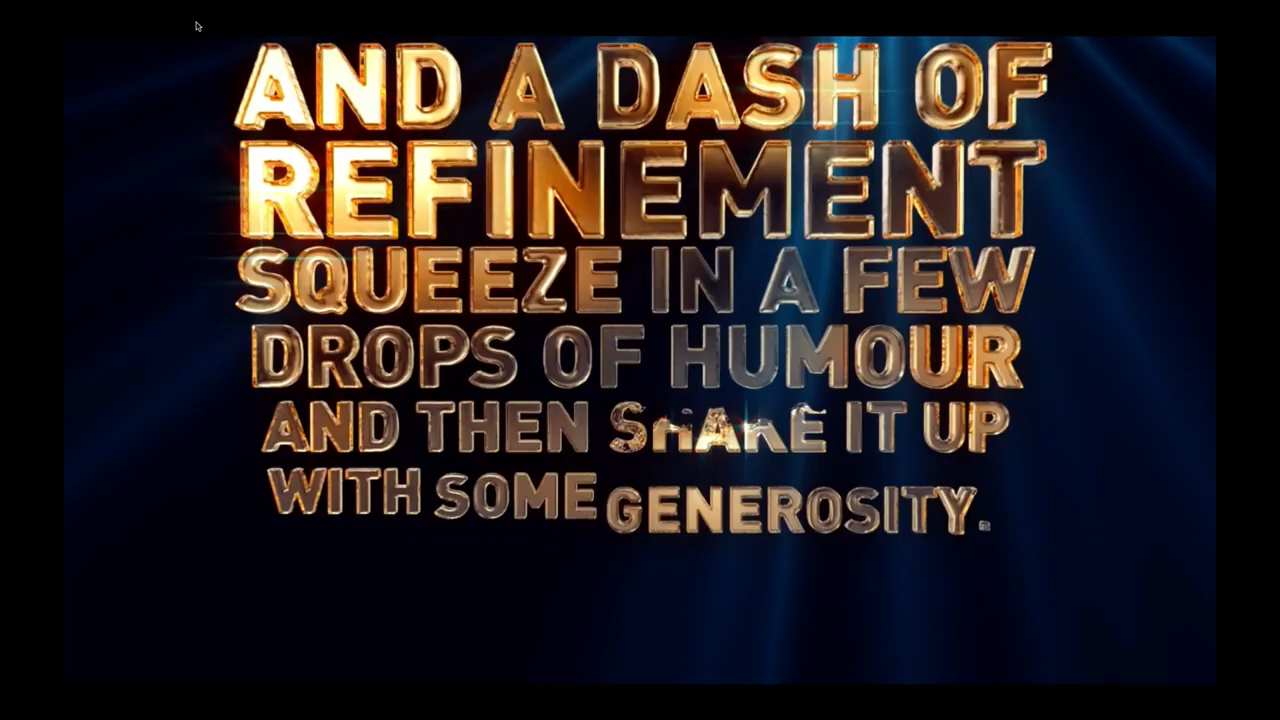 AND A DASH OF
REFINEMENT
SQUEEZE IN A FEW
DROPS OF HUMOUR
AND THEN SHAKE IT UP
WITH SOME GENEROSITY.